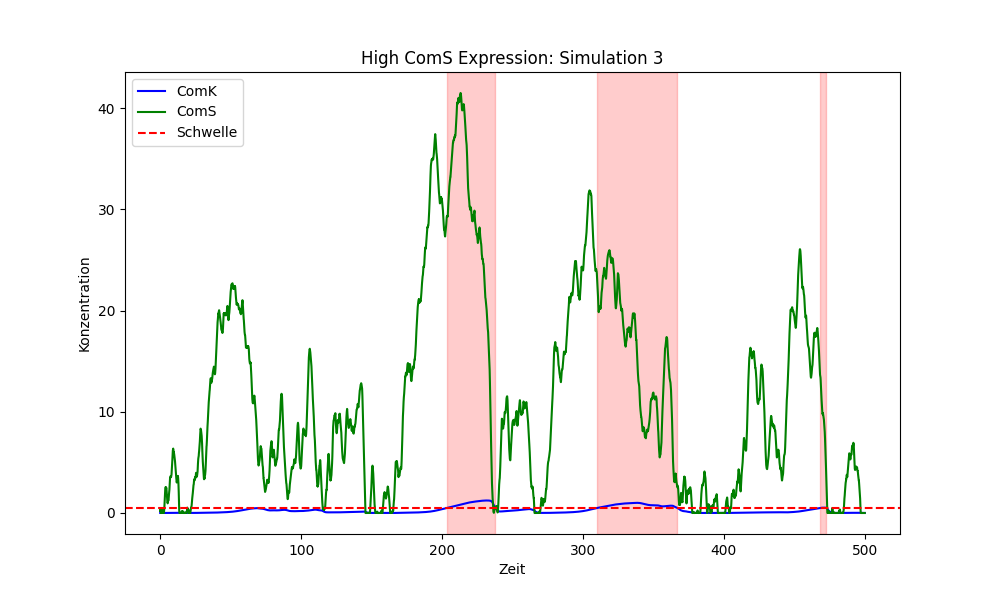 High ComS Expression: Simulation 3
ComK
ComS
Schwelle
Konzentration
40
30
20
10
0
0 100 200 300 400 500
Zeit